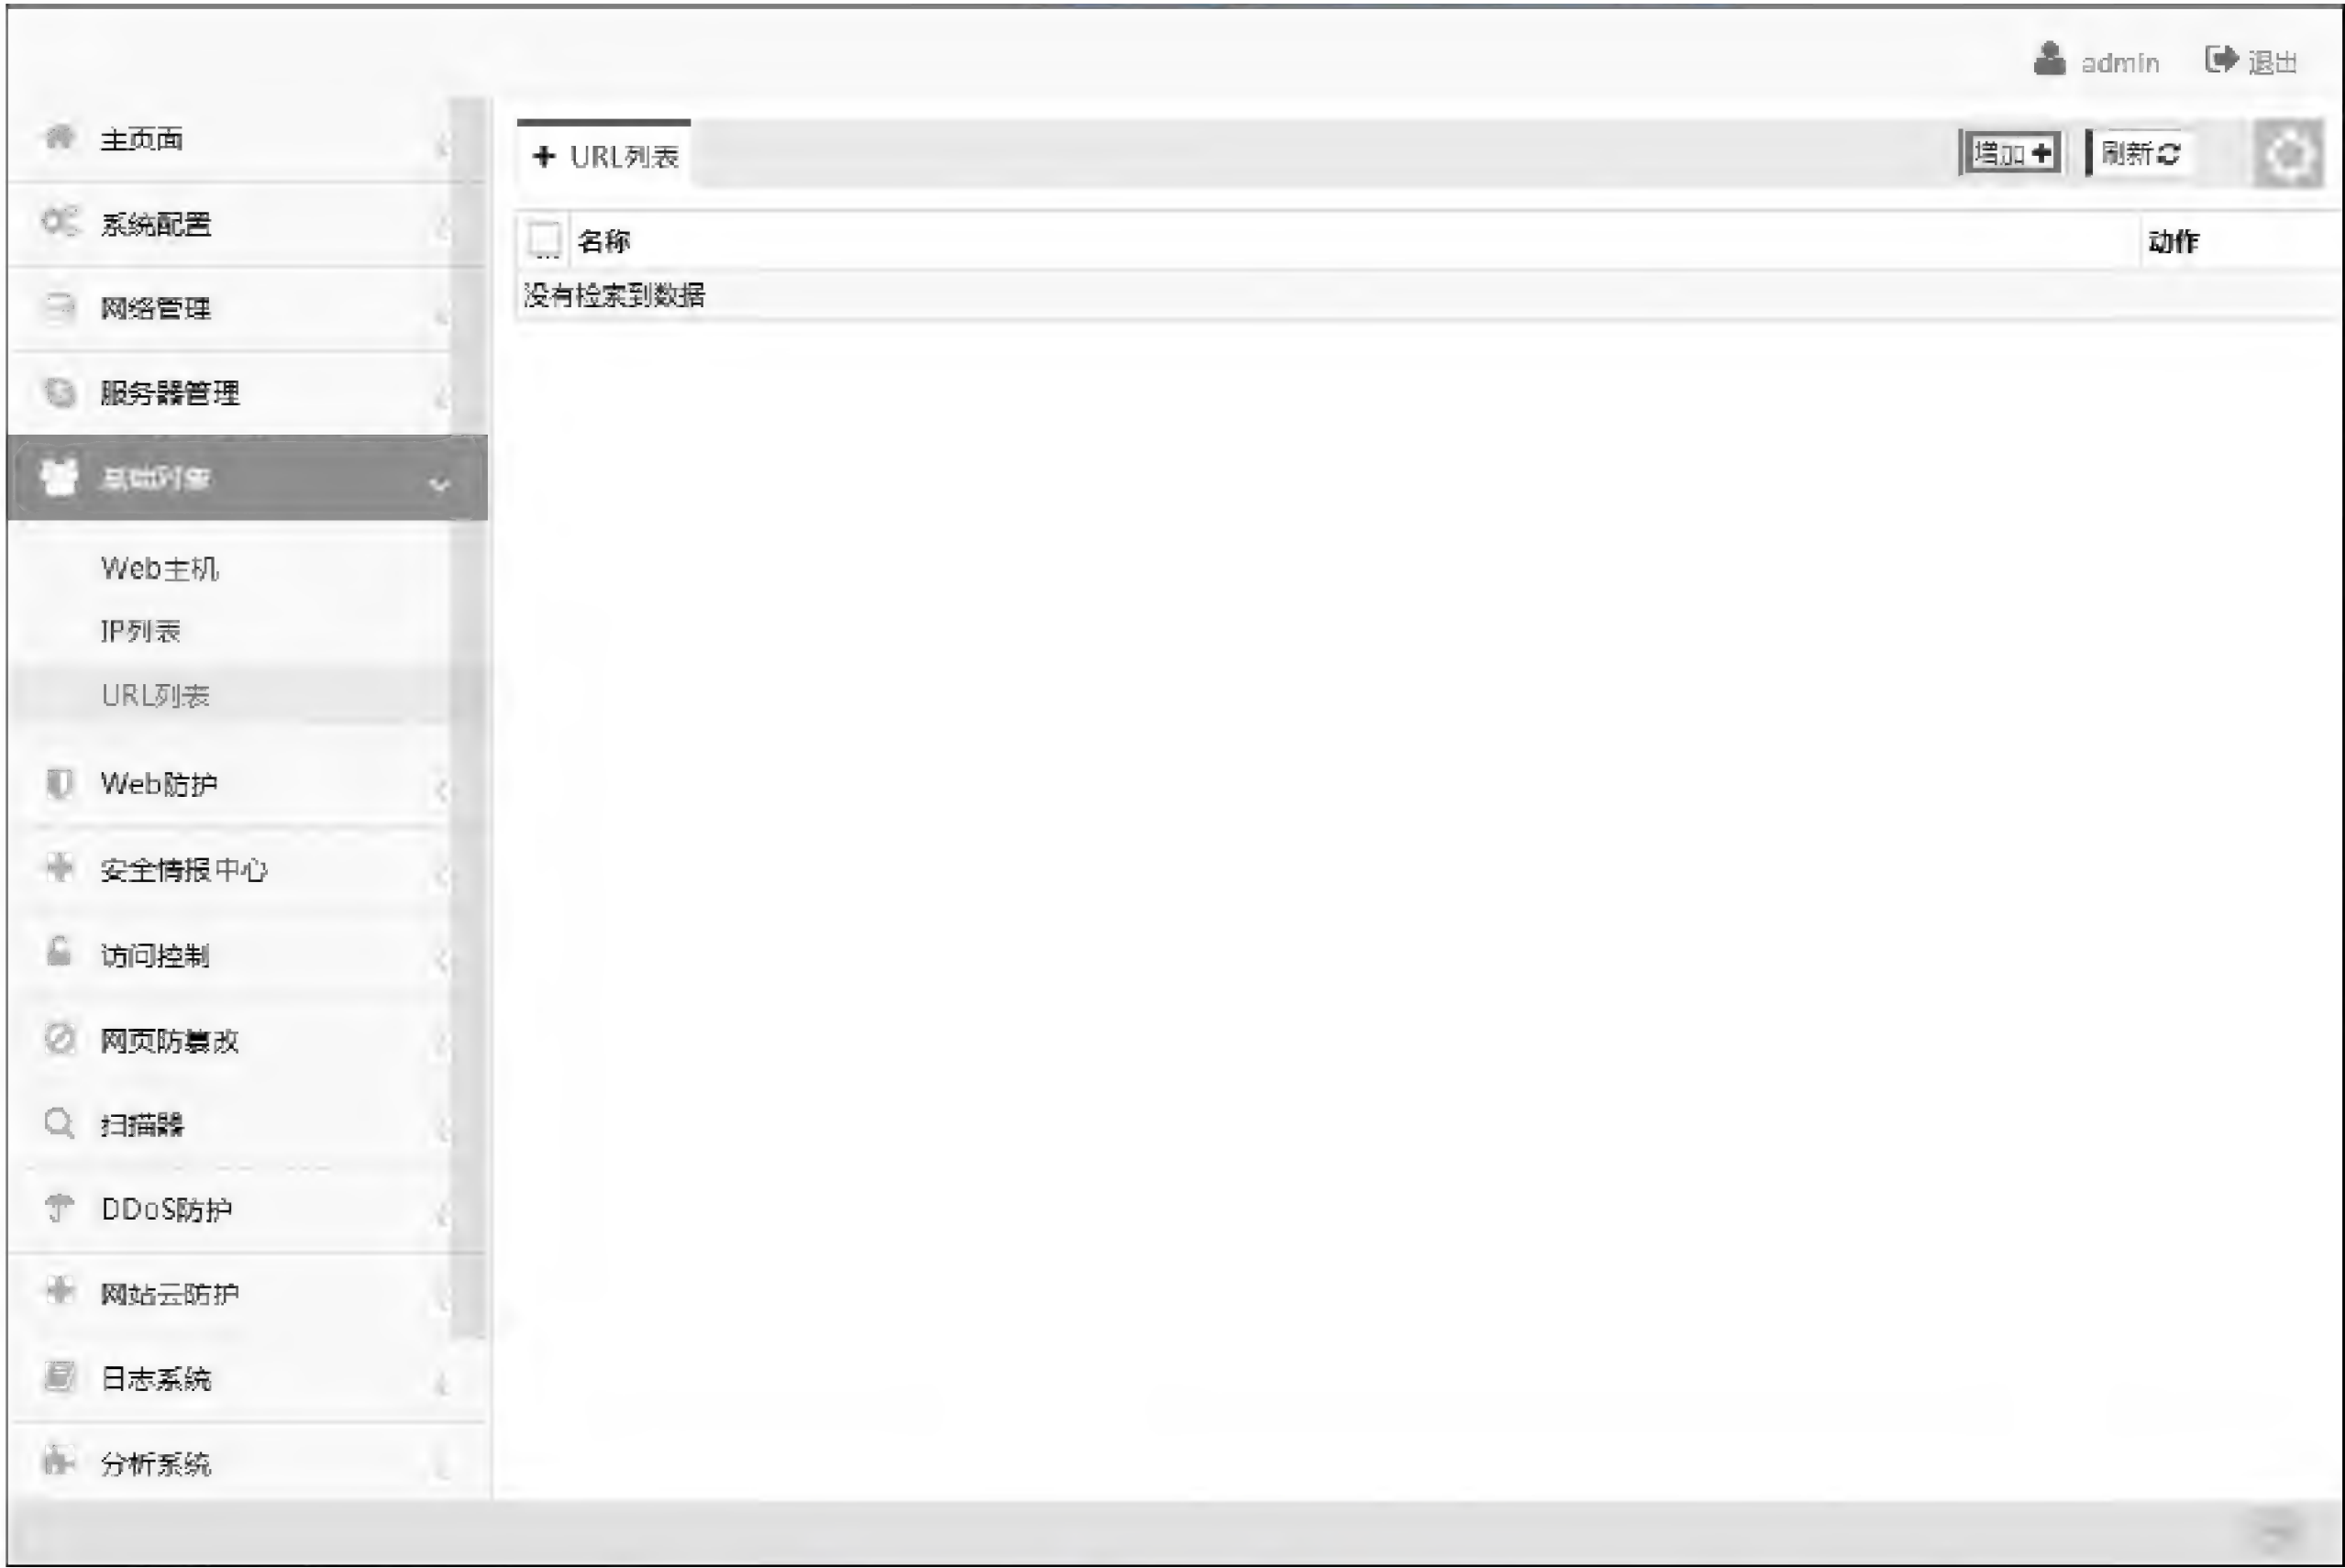 admin 退出
主页面
系统配置
网络管理
服务器管理
基础对象
Web主机
IP列表
URL列表
Web防护
安全情报中心
访问控制
网页防篡改
扫描器
DDoS防护
网站云防护
日志系统
分析系统
URL列表 增加 刷新
名称 动作
没有检索到数据